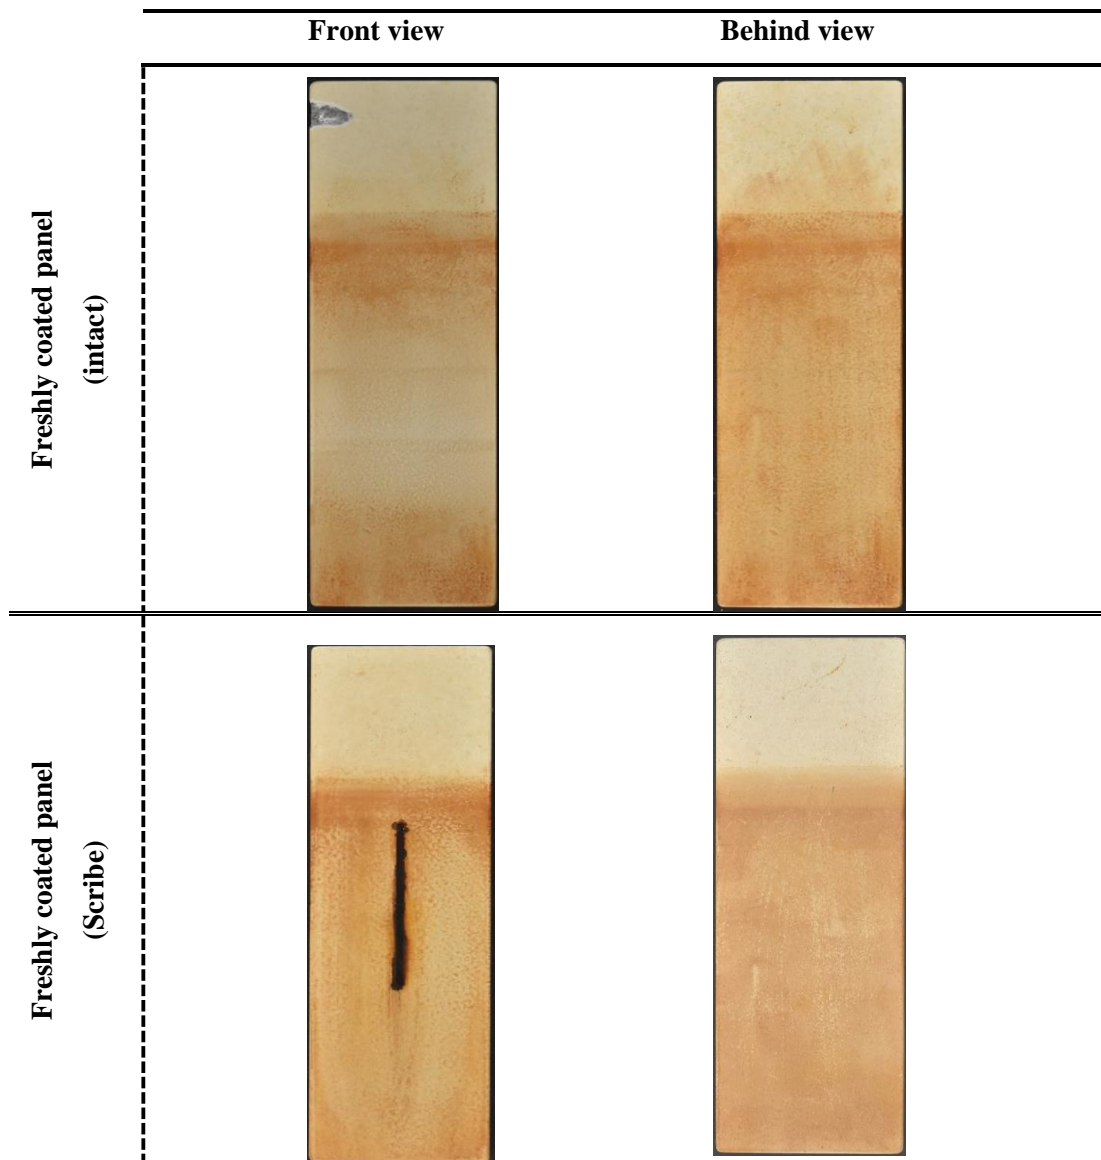 Front view
Behind view
Freshly coated panel
(intact)
Freshly coated panel
(Scribe)